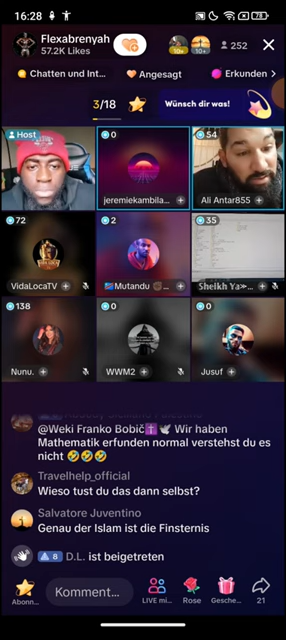 16:28
78
Flexabrenyah
57.2K Likes
10+
10+
252
Chatten und Int...
Angesagt
Erkunden
3/18
Wünsch dir was!
Host
0
54
jeremiekambila...
Ali Antar855
72
2
35
VidaLocaTV
Mutandu
Sheikh Ya»...
138
0
0
Nunu.
WWM2
Jusuf
@Weki Franko Bobič✝️🕊️ Wir haben
Mathematik erfunden normal verstehst du es
nicht 🤣🤣🤣
Travelhelp_official
Wieso tust du das dann selbst?
Salvatore Juventino
Genau der Islam ist die Finsternis
8 D.L. ist beigetreten
Komment...
Abonn...
LIVE mi...
Rose
Gesche...
21